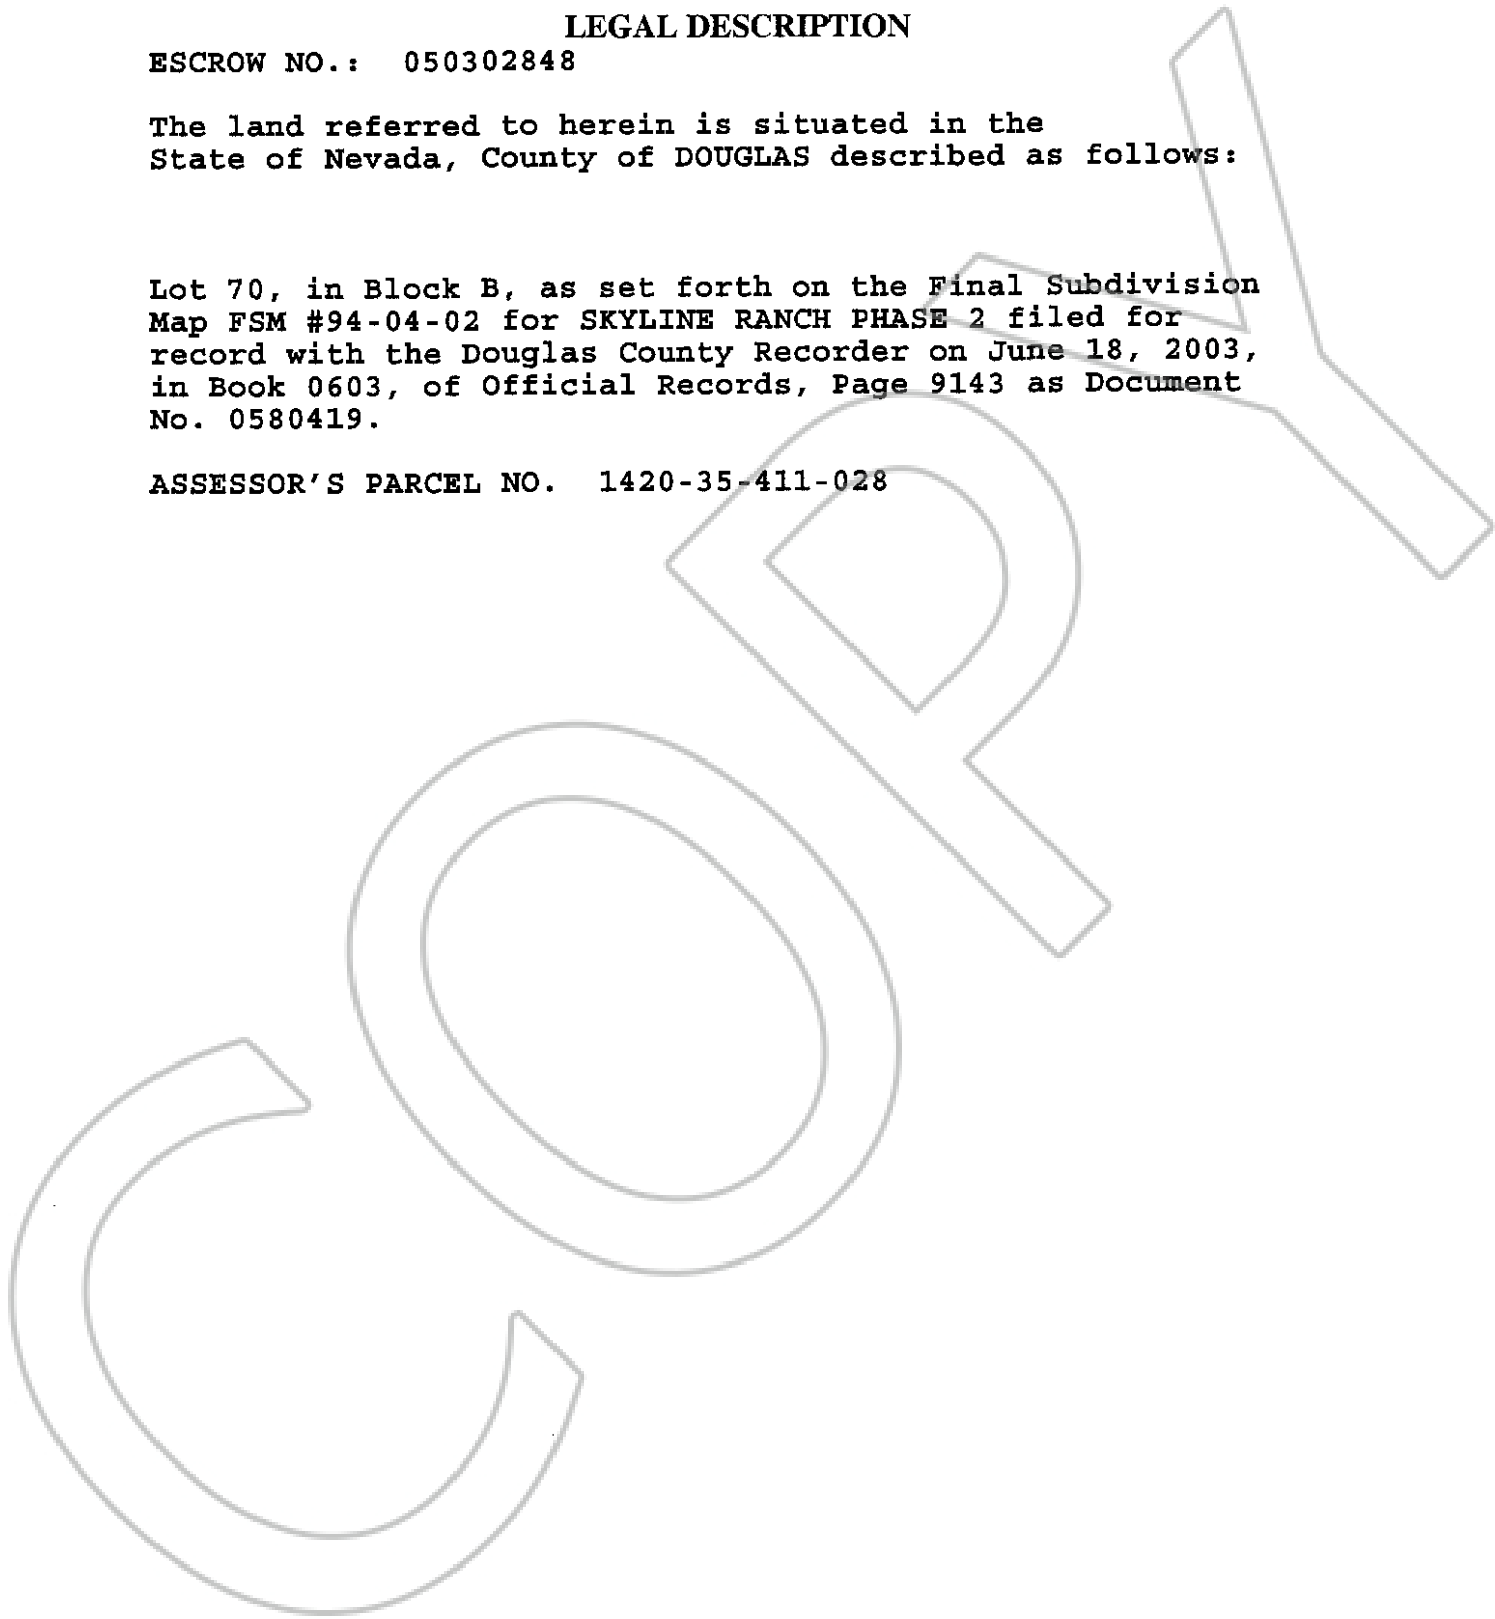 LEGAL DESCRIPTION
ESCROW NO.: 050302848
The land referred to herein is situated in the
State of Nevada, County of DOUGLAS described as follows:
Lot 70, in Block B, as set forth on the Final Subdivision
Map FSM #94-04-02 for SKYLINE RANCH PHASE 2 filed for
record with the Douglas County Recorder on June 18, 2003,
in Book 0603, of Official Records, Page 9143 as Document
No. 0580419.
ASSESSOR'S PARCEL NO. 1420-35-411-028
COPY